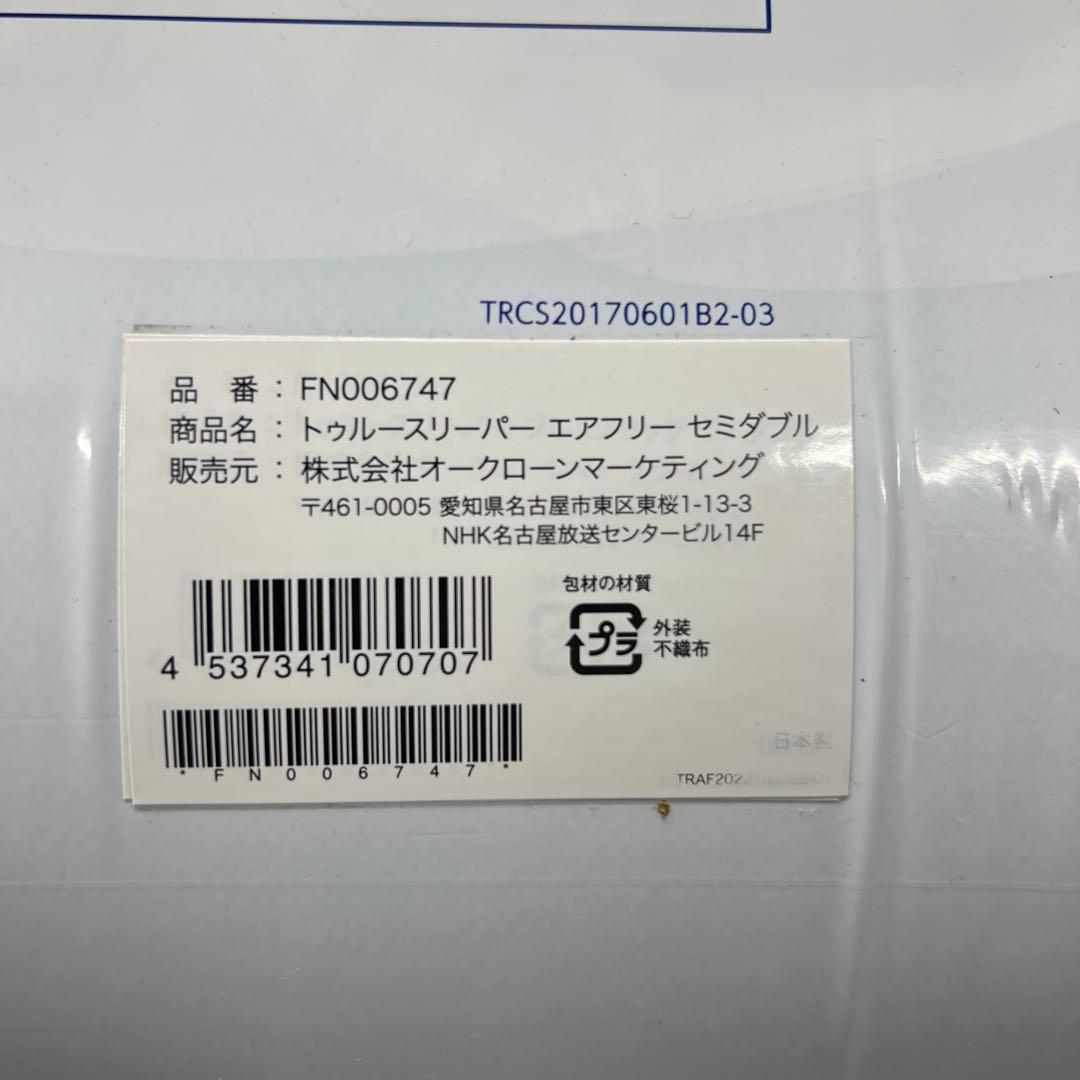 TRCS20170601B2-03
品　番 : FN006747
商品名 : トゥルースリーパー エアフリー セミダブル
販売元 : 株式会社オークローンマーケティング
〒461-0005 愛知県名古屋市東区東桜1-13-3
NHK名古屋放送センタービル14F
包材の材質
プラ
外装
不織布
4 537341 070707
*FN006747*
TRAF202